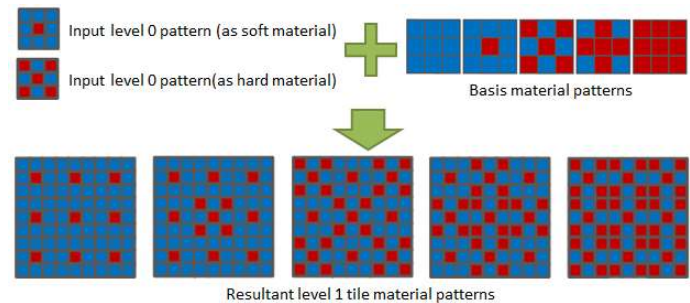 Input level 0 pattern (as soft material)
Input level 0 pattern(as hard material)
Basis material patterns
Resultant level 1 tile material patterns